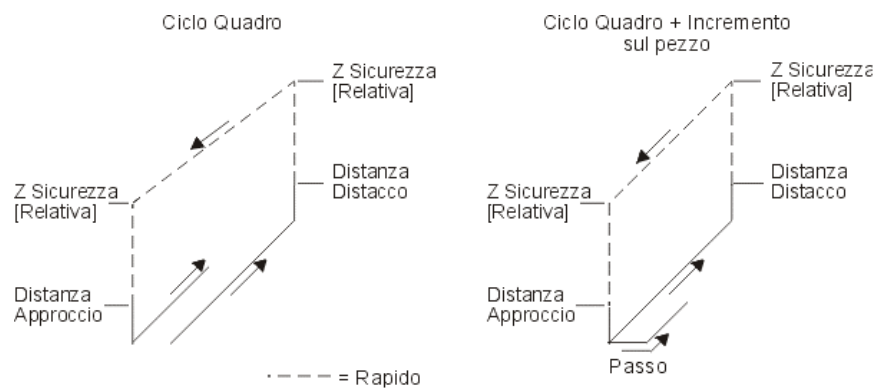 Ciclo Quadro
Z Sicurezza
[Relativa]
Distanza
Distacco
Z Sicurezza
[Relativa]
Distanza
Approccio
= Rapido
Ciclo Quadro + Incremento
sul pezzo
Z Sicurezza
[Relativa]
Distanza
Distacco
Z Sicurezza
[Relativa]
Distanza
Approccio
Passo